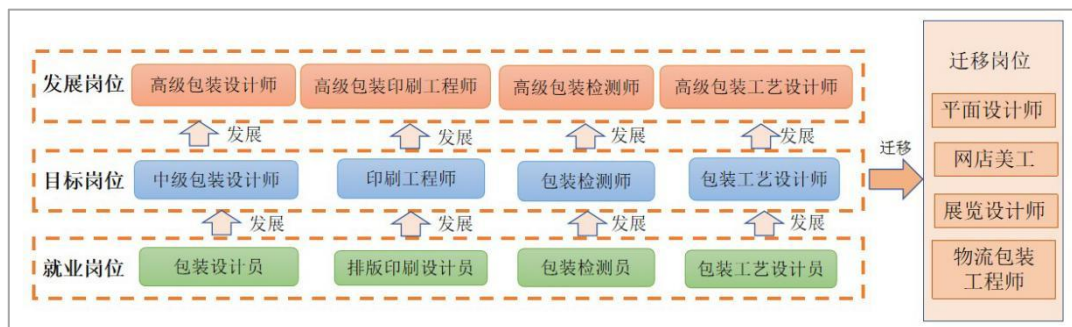 发展岗位
高级包装设计师
高级包装印刷工程师
高级包装检测师
高级包装工艺设计师
发展
发展
发展
发展
目标岗位
中级包装设计师
印刷工程师
包装检测师
包装工艺设计师
发展
发展
发展
发展
就业岗位
包装设计员
排版印刷设计员
包装检测员
包装工艺设计员
迁移
迁移岗位
平面设计师
网店美工
展览设计师
物流包装
工程师